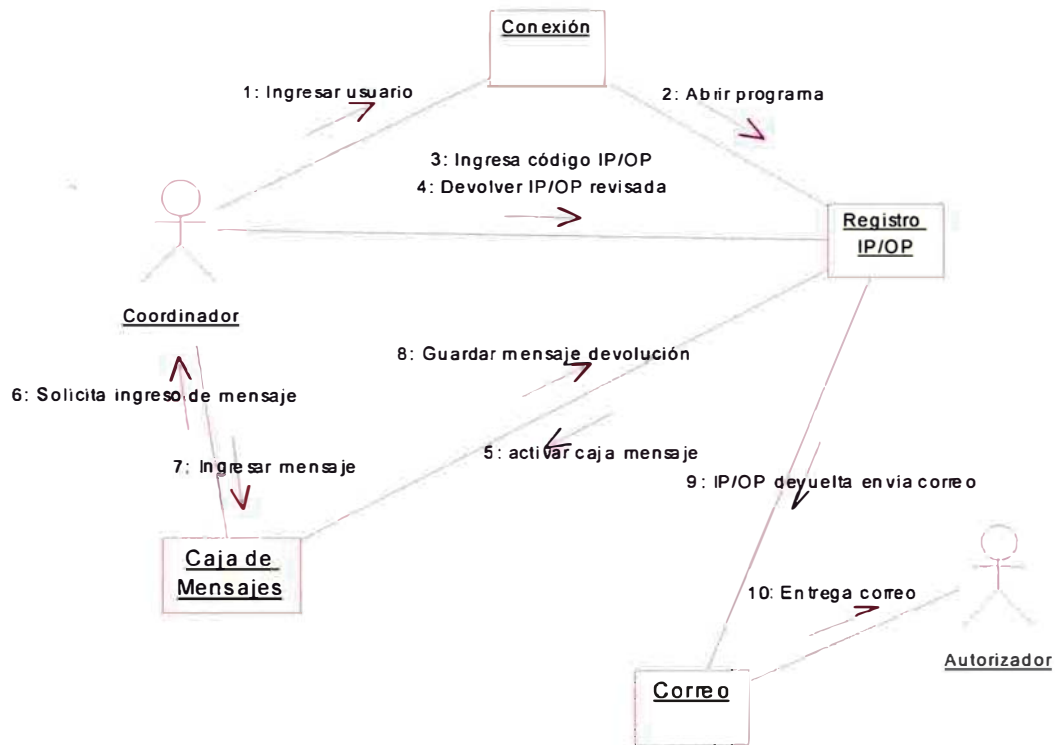 Conexión
1: Ingresar usuario
2: Abrir programa
3: Ingresa código IP/OP
4: Devolver IP/OP revisada
Registro
IP/OP
Coordinador
8: Guardar mensaje devolución
6: Solicita ingreso de mensaje
5: activar caja mensaje
7: Ingresar mensaje
9: IP/OP devuelta envia correo
Caja de
Mensajes
10: Entrega correo
Autorizador
Correo